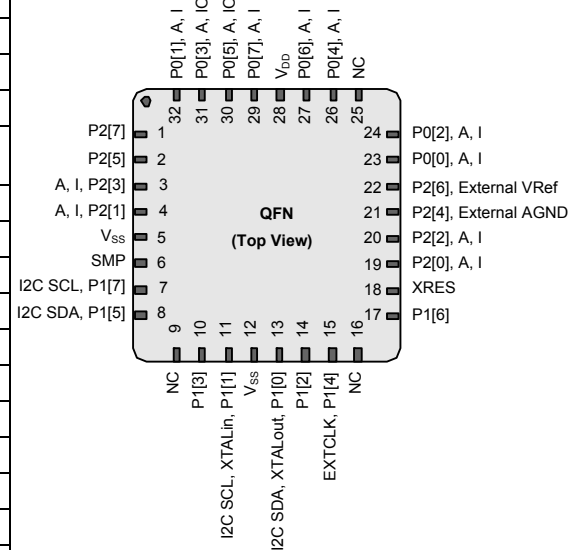 P0[1], A, I
P0[3], A, IO
P0[5], A, IO
P0[7], A, I
VDD
P0[6], A, I
P0[4], A, I
NC
32
31
30
29
28
27
26
25
P2[7] 1
P2[5] 2
A, I, P2[3] 3
A, I, P2[1] 4
VSS 5
SMP 6
I2C SCL, P1[7] 7
I2C SDA, P1[5] 8
QFN
(Top View)
24 P0[2], A, I
23 P0[0], A, I
22 P2[6], External VRef
21 P2[4], External AGND
20 P2[2], A, I
19 P2[0], A, I
18 XRES
17 P1[6]
9
10
11
12
13
14
15
16
NC
P1[3]
I2C SCL, XTALin, P1[1]
VSS
I2C SDA, XTALout, P1[0]
P1[2]
EXTCLK, P1[4]
NC